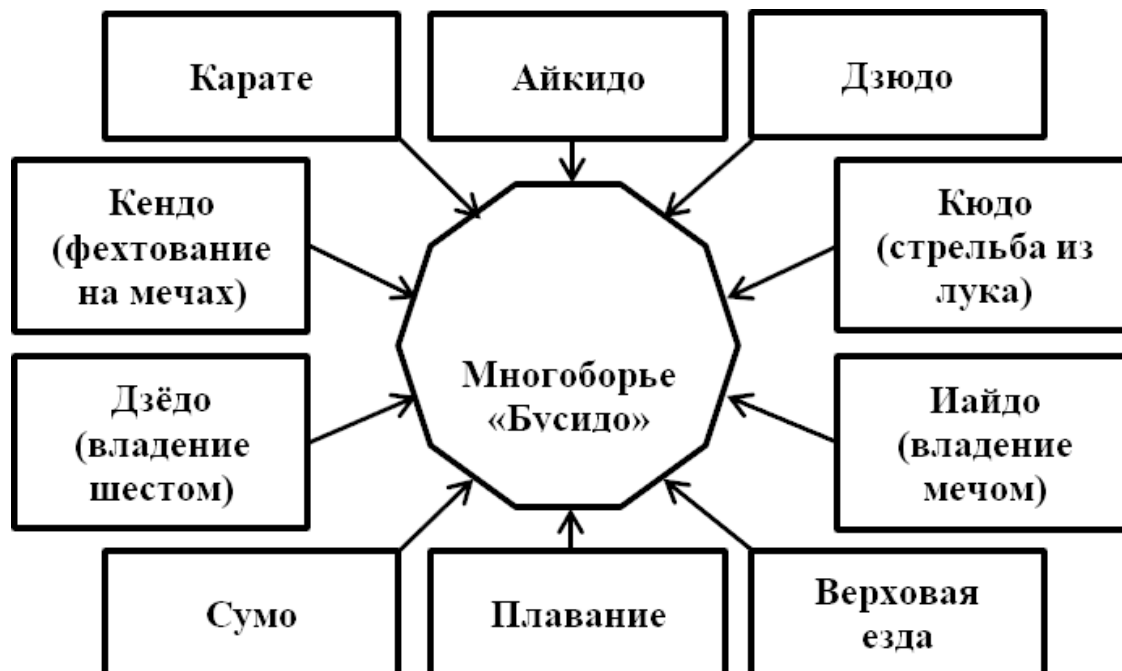 Карате
Айкидо
Дзюдо
Кендо
(фехтование
на мечах)
Кюдо
(стрельба из
лука)
Многоборье
«Бусидо»
Дзёдо
(владение
шестом)
Иайдо
(владение
мечом)
Сумо
Плавание
Верховая
езда